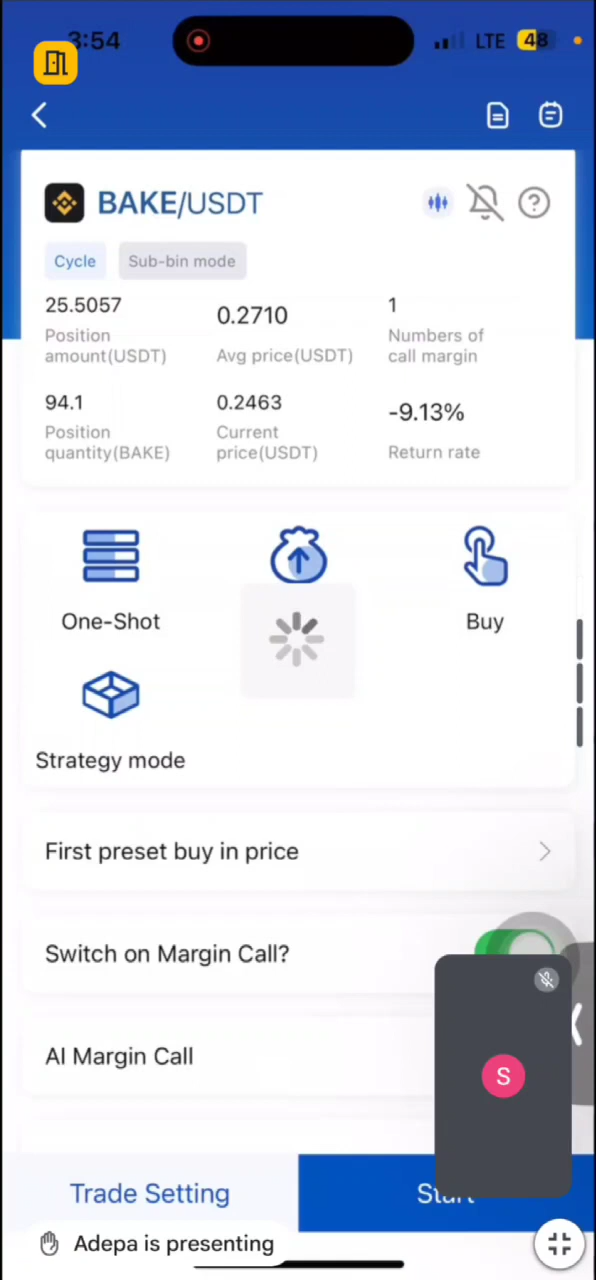 3:54
LTE 48
BAKE/USDT
Cycle
Sub-bin mode
25.5057
0.2710
1
Position
amount(USDT)
Avg price(USDT)
Numbers of
call margin
94.1
0.2463
-9.13%
Position
quantity(BAKE)
Current
price(USDT)
Return rate
One-Shot
Buy
Strategy mode
First preset buy in price
Switch on Margin Call?
AI Margin Call
S
Trade Setting
Start
Adepa is presenting